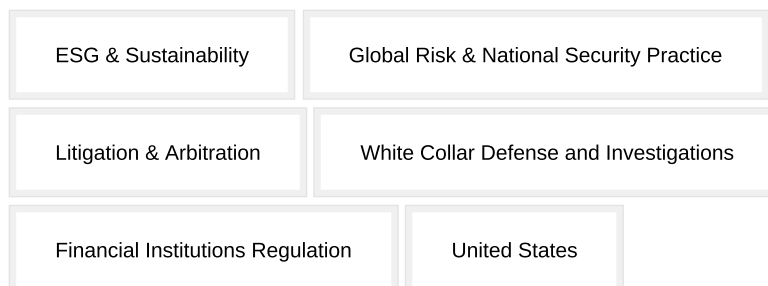 ESG & Sustainability
Global Risk & National Security Practice
Litigation & Arbitration
White Collar Defense and Investigations
Financial Institutions Regulation
United States